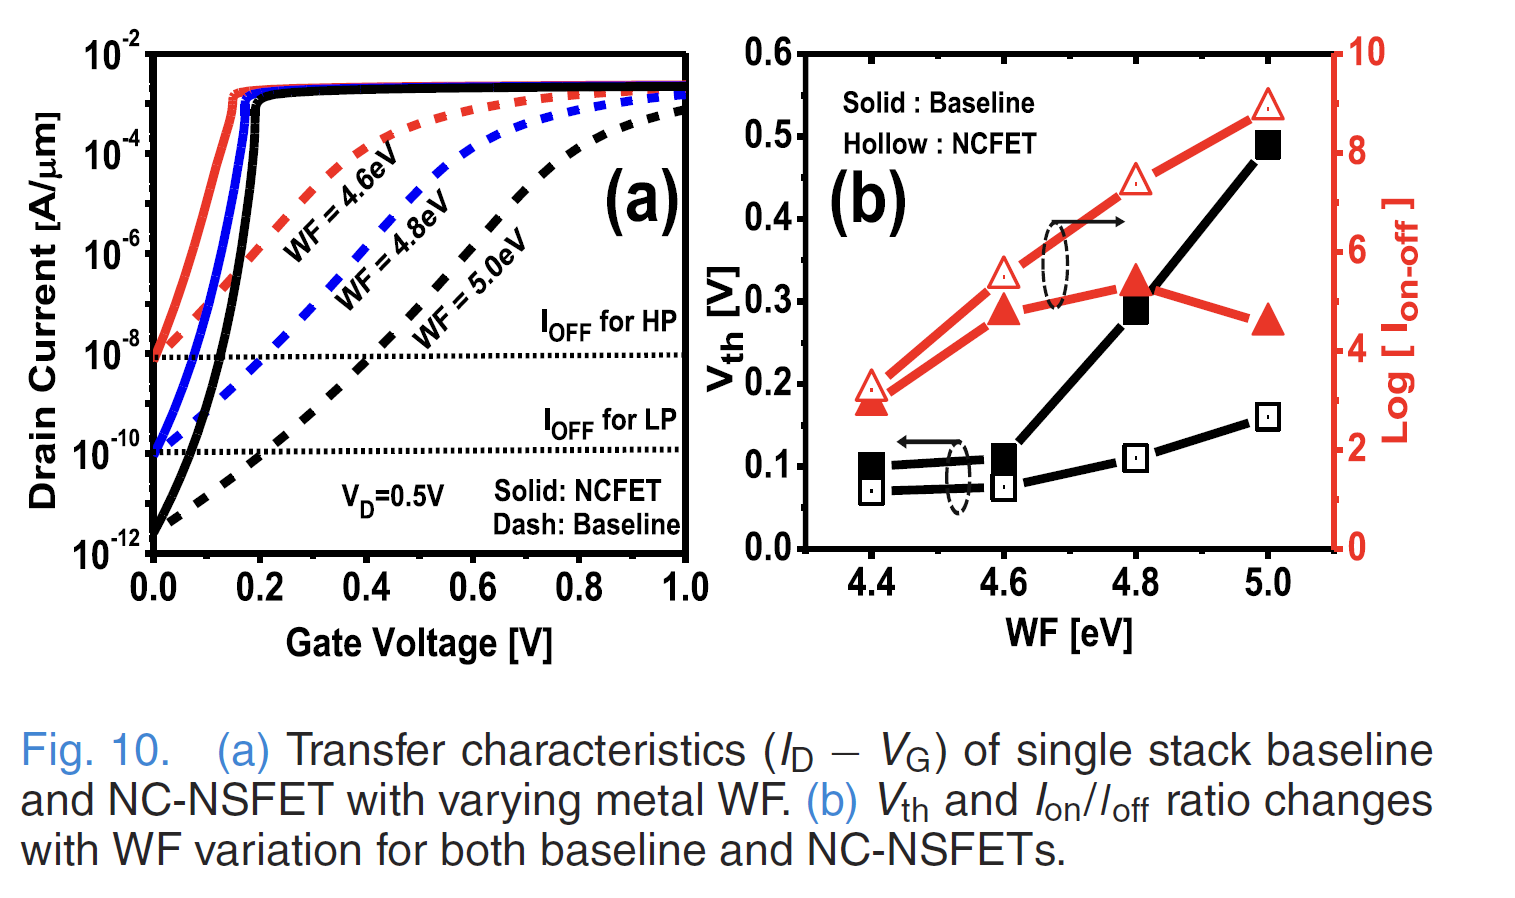 10-2
10-4
10-6
10-8
10-10
10-12
Drain Current [A/μm]
WF = 4.6eV
WF = 4.8eV
WF = 5.0eV
(a)
IOFF for HP
IOFF for LP
VD=0.5V
Solid: NCFET
Dash: Baseline
0.0 0.2 0.4 0.6 0.8 1.0
Gate Voltage [V]
0.6
0.5
0.4
0.3
0.2
0.1
0.0
Vth [V]
Solid : Baseline
Hollow : NCFET
(b)
10
8
6
4
2
0
Log [ Ion-off ]
4.4 4.6 4.8 5.0
WF [eV]
Fig. 10. (a) Transfer characteristics (ID − VG) of single stack baseline
and NC-NSFET with varying metal WF. (b) Vth and Ion/Ioff ratio changes
with WF variation for both baseline and NC-NSFETs.